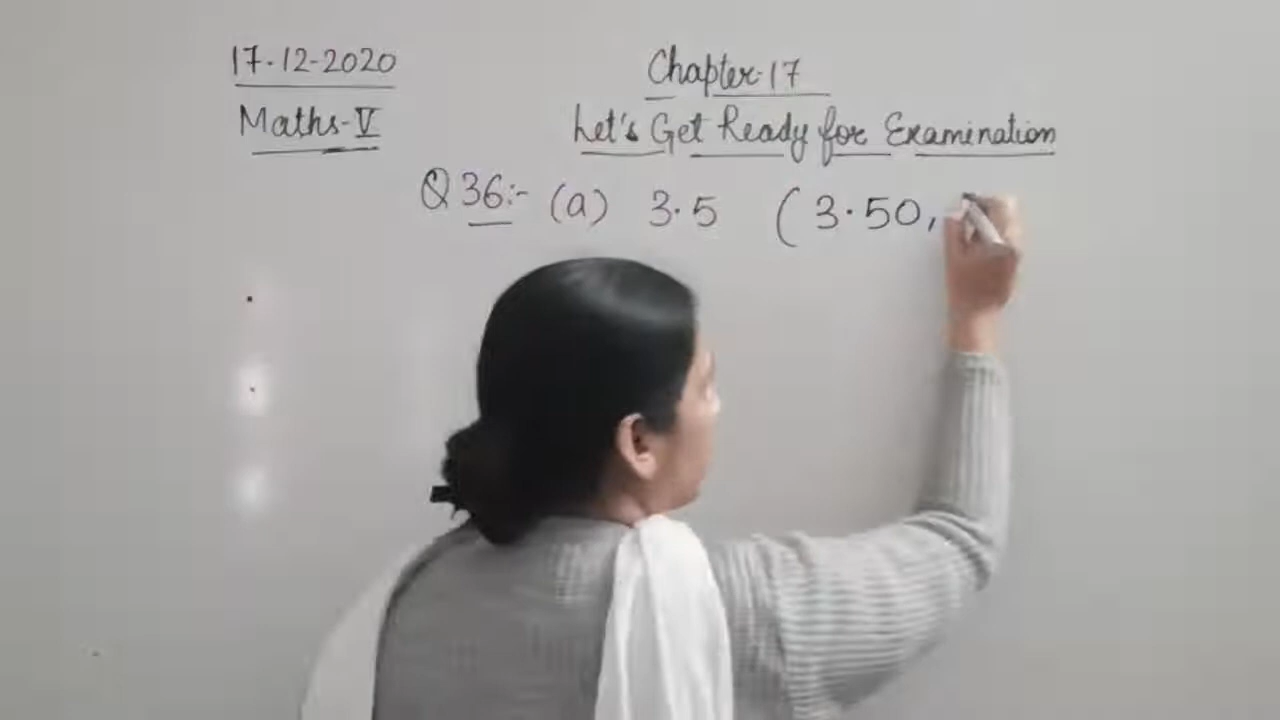 17-12-2020
Maths-V
Chapter-17
Let's Get Ready for Examination
Q 36:- (a) 3.5 (3.50,